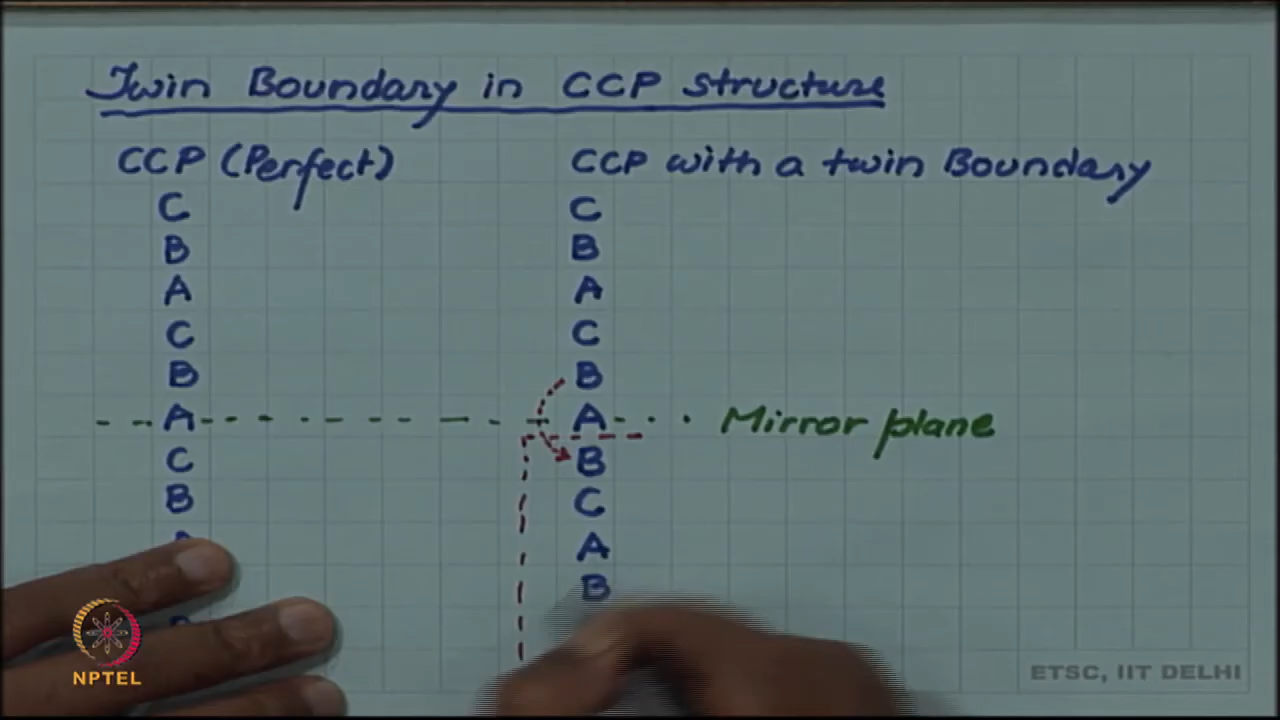 Twin Boundary in CCP structure
CCP (Perfect)
C
B
A
C
B
A
C
B
CCP with a twin Boundary
C
B
A
C
B
A
B
C
A
B
Mirror plane
NPTEL
ETSC, IIT DELHI